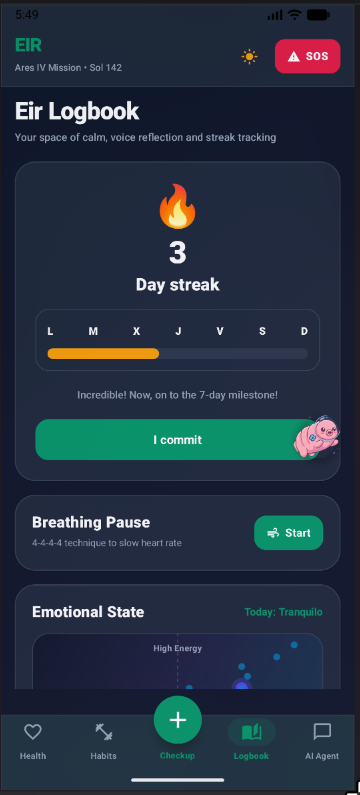 5:49
EIR
Ares IV Mission • Sol 142
SOS
Eir Logbook
Your space of calm, voice reflection and streak tracking
3
Day streak
L M X J V S D
Incredible! Now, on to the 7-day milestone!
I commit
Breathing Pause
4-4-4-4 technique to slow heart rate
Start
Emotional State
Today: Tranquilo
High Energy
Health
Habits
Checkup
Logbook
AI Agent